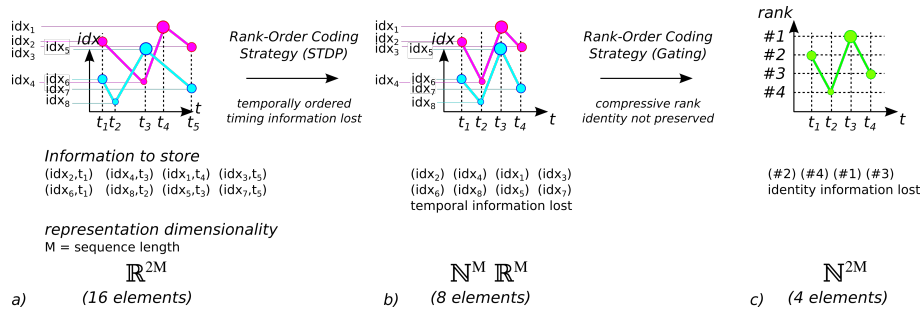 idx₁
idx₂
idx₃
idx
idx₅
idx₄
idx₆
idx₇
idx₈
t₁ t₂ t₃ t₄ t₅
t
Rank-Order Coding
Strategy (STDP)
temporally ordered
timing information lost
idx₁
idx₂
idx₃
idx
idx₅
idx₄
idx₆
idx₇
idx₈
t₁ t₂ t₃ t₄
t
Rank-Order Coding
Strategy (Gating)
compressive rank
identity not preserved
rank
#1
#2
#3
#4
t₁ t₂ t₃ t₄
t
Information to store
(idx₂,t₁) (idx₄,t₃) (idx₁,t₄) (idx₃,t₅)
(idx₆,t₁) (idx₈,t₂) (idx₅,t₃) (idx₇,t₅)
(idx₂) (idx₄) (idx₁) (idx₃)
(idx₆) (idx₈) (idx₅) (idx₇)
temporal information lost
(#2) (#4) (#1) (#3)
identity information lost
representation dimensionality
M = sequence length
ℝ²ᴹ
a) (16 elements)
ℕᴹ ℝᴹ
b) (8 elements)
ℕ²ᴹ
c) (4 elements)